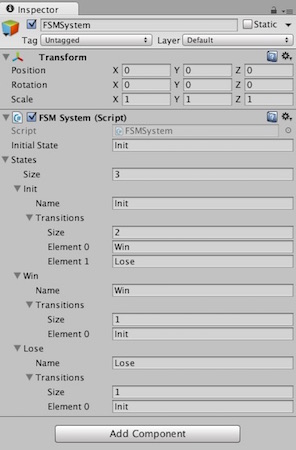 Inspector
FSMSystem Static
Tag Untagged Layer Default
Transform
Position X 0 Y 0 Z 0
Rotation X 0 Y 0 Z 0
Scale X 1 Y 1 Z 1
FSM System (Script)
Script FSMSystem
Initial State Init
States
Size 3
Init
Name Init
Transitions
Size 2
Element 0 Win
Element 1 Lose
Win
Name Win
Transitions
Size 1
Element 0 Init
Lose
Name Lose
Transitions
Size 1
Element 0 Init
Add Component